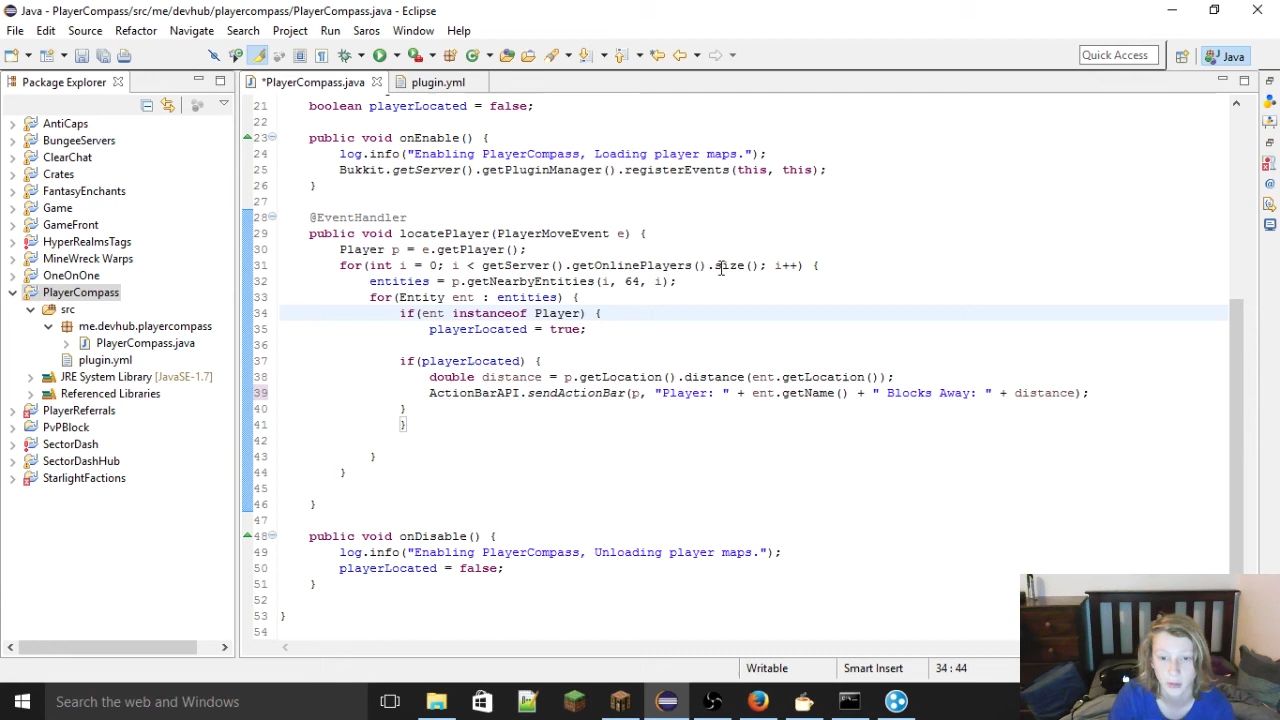 Java - PlayerCompass/src/me/devhub/playercompass/PlayerCompass.java - Eclipse
File Edit Source Refactor Navigate Search Project Run Saros Window Help
Quick Access
Java
Package Explorer
*PlayerCompass.java
plugin.yml
AntiCaps
BungeeServers
ClearChat
Crates
FantasyEnchants
Game
GameFront
HyperRealmsTags
MineWreck Warps
OneOnOne
PlayerCompass
src
me.devhub.playercompass
PlayerCompass.java
plugin.yml
JRE System Library [JavaSE-1.7]
Referenced Libraries
PlayerReferrals
PvPBlock
SectorDash
SectorDashHub
StarlightFactions
21 boolean playerLocated = false;
22
23 public void onEnable() {
24 log.info("Enabling PlayerCompass, Loading player maps.");
25 Bukkit.getServer().getPluginManager().registerEvents(this, this);
26 }
27
28 @EventHandler
29 public void locatePlayer(PlayerMoveEvent e) {
30 Player p = e.getPlayer();
31 for(int i = 0; i < getServer().getOnlinePlayers().size(); i++) {
32 entities = p.getNearbyEntities(i, 64, i);
33 for(Entity ent : entities) {
34 if(ent instanceof Player) {
35 playerLocated = true;
36
37 if(playerLocated) {
38 double distance = p.getLocation().distance(ent.getLocation());
39 ActionBarAPI.sendActionBar(p, "Player: " + ent.getName() + " Blocks Away: " + distance);
40 }
41 }
42
43 }
44 }
45
46 }
47
48 public void onDisable() {
49 log.info("Enabling PlayerCompass, Unloading player maps.");
50 playerLocated = false;
51 }
52
53 }
54
Writable Smart Insert 34 : 44
Search the web and Windows